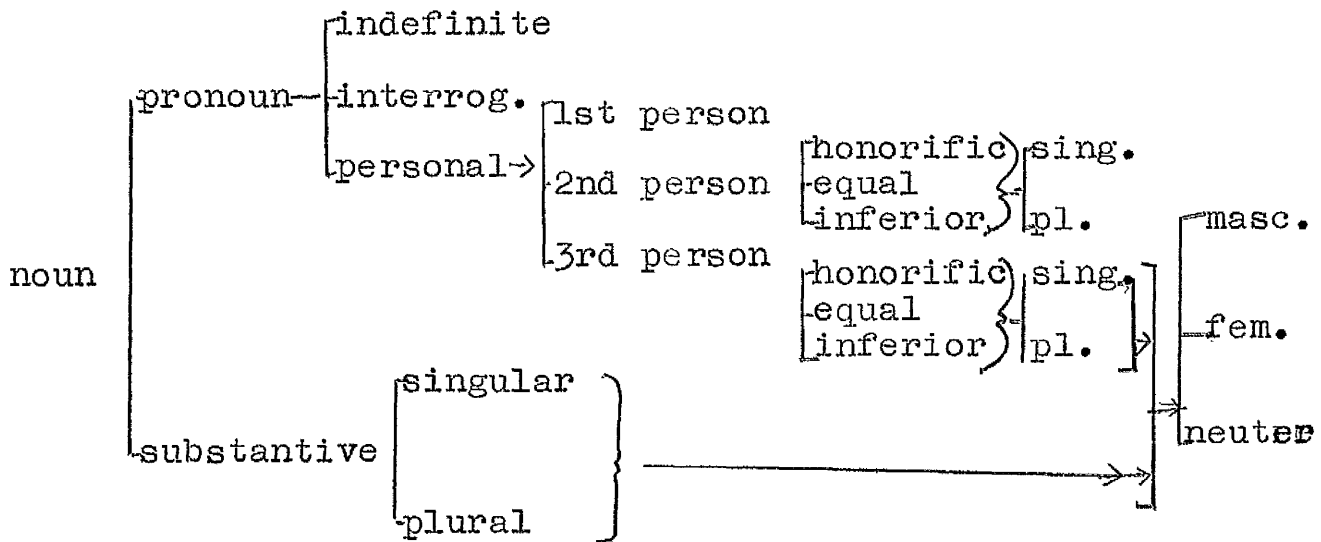 indefinite
pronoun interrog.
1st person
personal
honorific sing.
2nd person equal
inferior pl.
masc.
3rd person
noun
honorific sing.
equal
fem.
inferior pl.
singular
neuter
substantive
plural